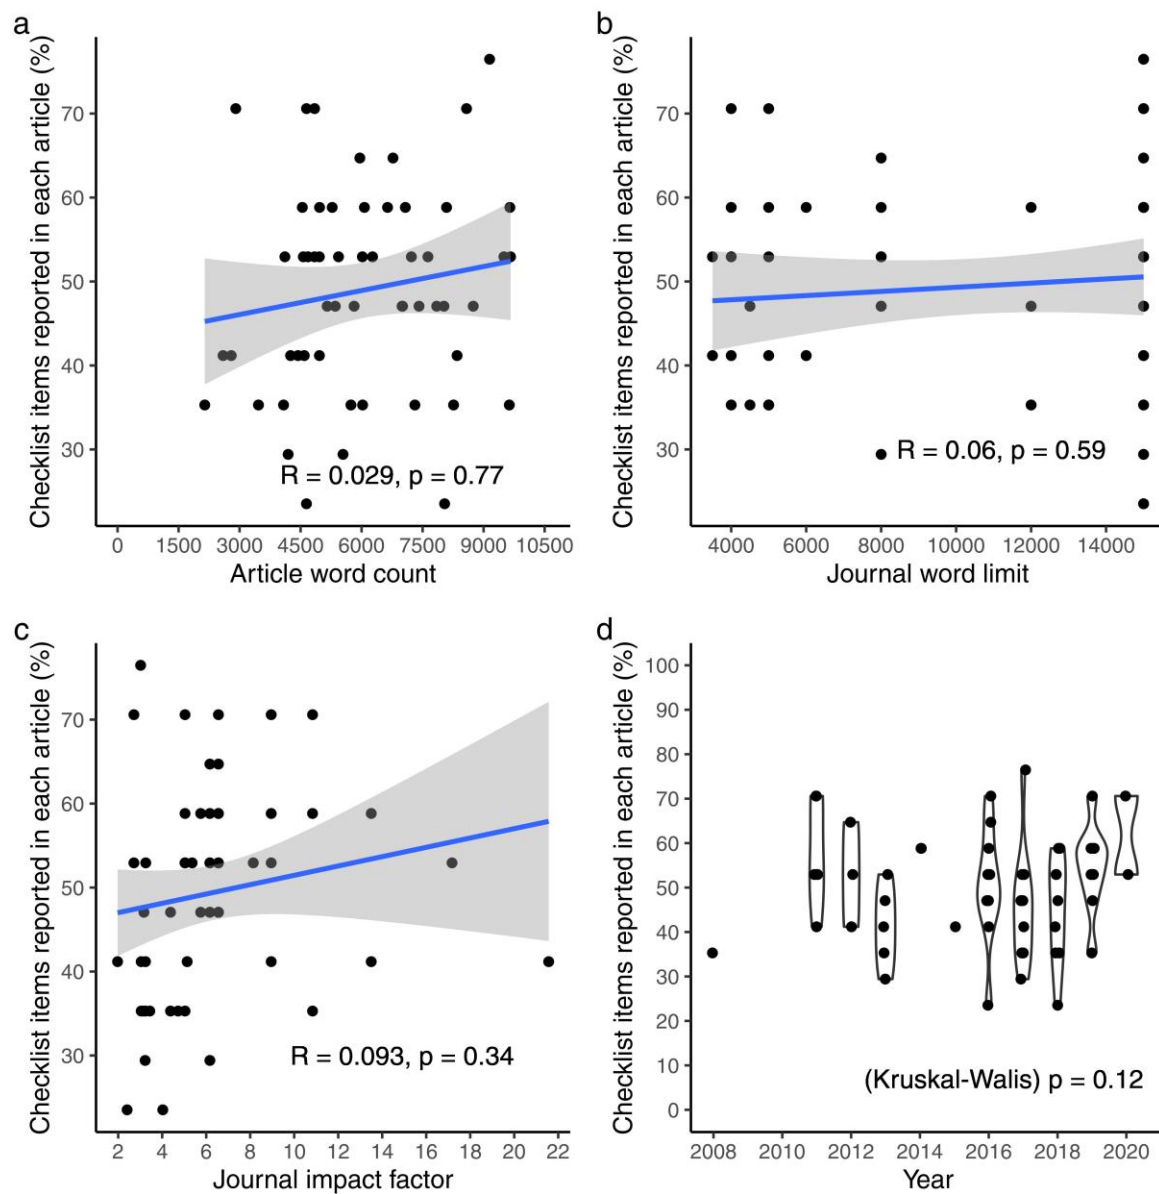 a
Checklist items reported in each article (%)
70
60
50
40
30
R = 0.029, p = 0.77
0 1500 3000 4500 6000 7500 9000 10500
Article word count
b
Checklist items reported in each article (%)
70
60
50
40
30
R = 0.06, p = 0.59
4000 6000 8000 10000 12000 14000
Journal word limit
c
Checklist items reported in each article (%)
70
60
50
40
30
R = 0.093, p = 0.34
2 4 6 8 10 12 14 16 18 20 22
Journal impact factor
d
Checklist items reported in each article (%)
100
90
80
70
60
50
40
30
20
10
0
(Kruskal-Walis) p = 0.12
2008 2010 2012 2014 2016 2018 2020
Year